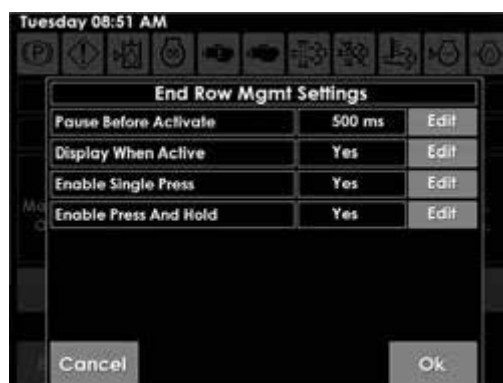 Tuesday 08:51 AM
End Row Mgmt Settings
Pause Before Activate 500 ms Edit
Display When Active Yes Edit
Enable Single Press Yes Edit
Enable Press And Hold Yes Edit
Cancel Ok